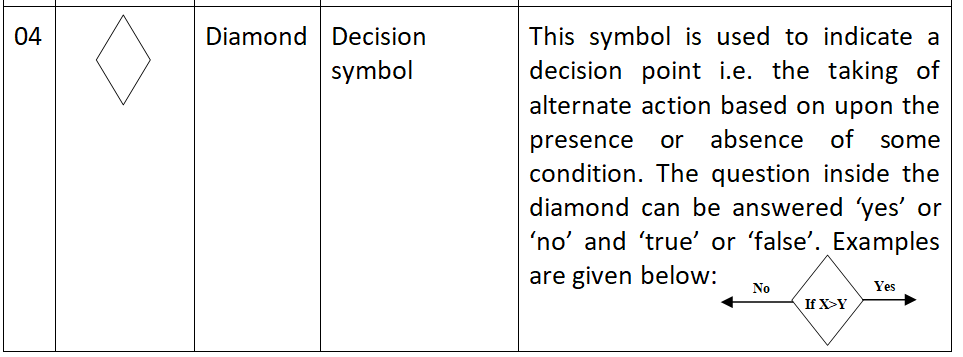 04
Diamond
Decision
symbol
This symbol is used to indicate a
decision point i.e. the taking of
alternate action based on upon the
presence or absence of some
condition. The question inside the
diamond can be answered ‘yes’ or
‘no’ and ‘true’ or ‘false’. Examples
are given below:
No
If X>Y
Yes